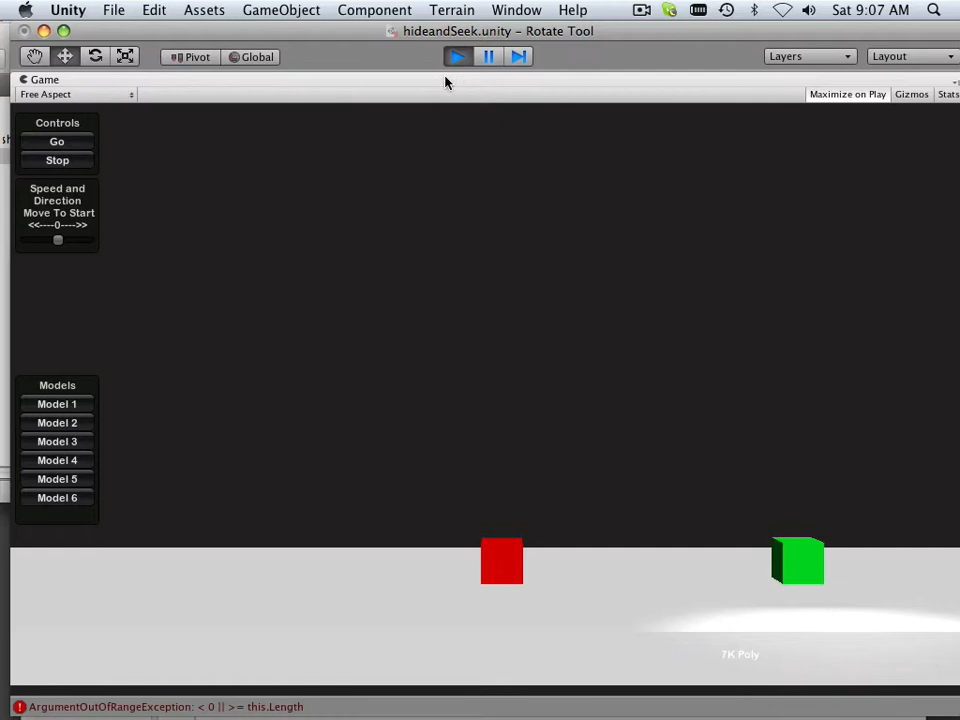 Unity File Edit Assets GameObject Component Terrain Window Help Sat 9:07 AM
hideandSeek.unity - Rotate Tool
Pivot Global Layers Layout
Game
Free Aspect Maximize on Play Gizmos Stats
Controls
Go
Stop
Speed and
Direction
Move To Start
<<----0---->>
Models
Model 1
Model 2
Model 3
Model 4
Model 5
Model 6
7K Poly
ArgumentOutOfRangeException: < 0 || >= this.Length